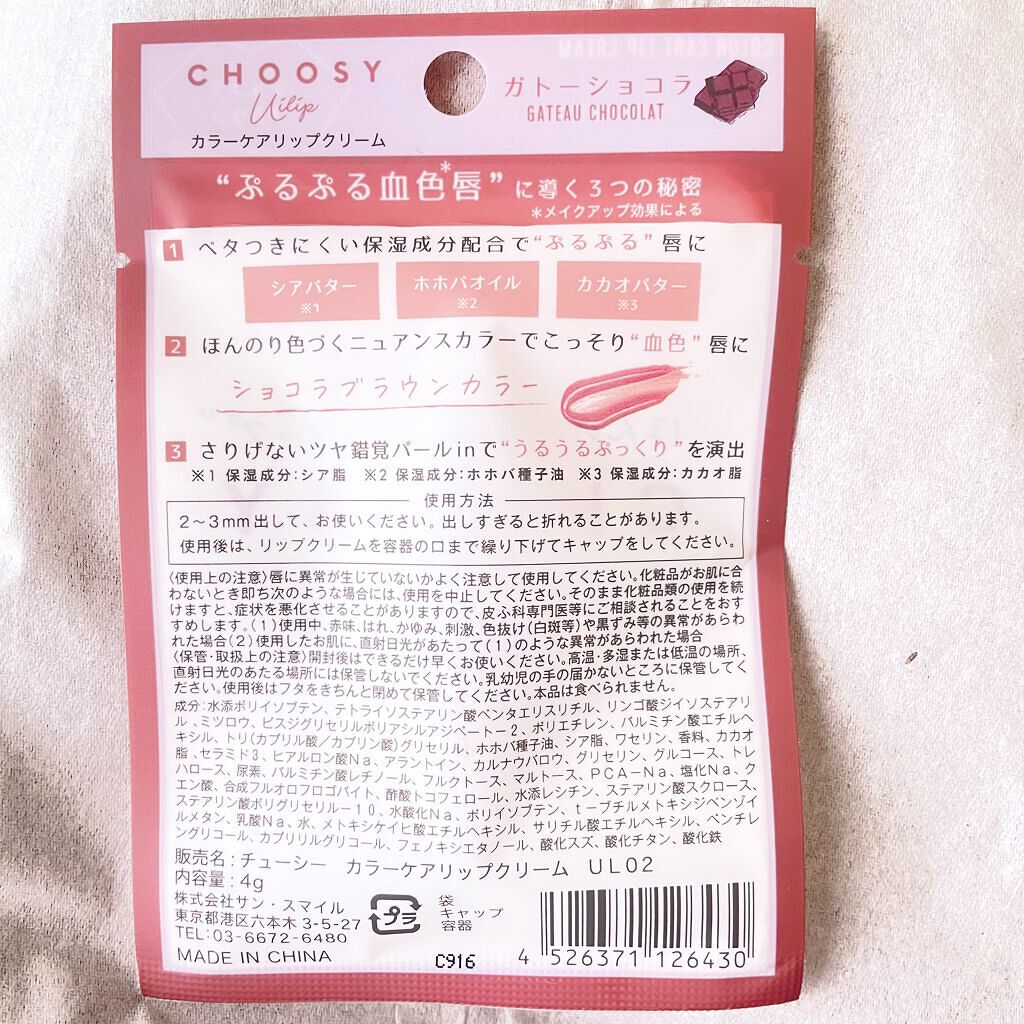 CHOOSY
Uilip
カラーケアリップクリーム
ガトーショコラ
GATEAU CHOCOLAT
“ぷるぷる血色*唇”に導く3つの秘密
*メイクアップ効果による
1 ベタつきにくい保湿成分配合で“ぷるぷる”唇に
シアバター ※1
ホホバオイル ※2
カカオバター ※3
2 ほんのり色づくニュアンスカラーでこっそり“血色”唇に
ショコラブラウンカラー
3 さりげないツヤ錯覚パールinで“うるうるぷっくり”を演出
※1 保湿成分:シア脂 ※2 保湿成分:ホホバ種子油 ※3 保湿成分:カカオ脂
使用方法
2〜3mm出して、お使いください。出しすぎると折れることがあります。
使用後は、リップクリームを容器の口まで繰り下げてキャップをしてください。
〈使用上の注意〉唇に異常が生じていないかよく注意して使用してください。化粧品がお肌に合
わないとき即ち次のような場合には、使用を中止してください。そのまま化粧品類の使用を続
けますと、症状を悪化させることがありますので、皮ふ科専門医等にご相談されることをおす
すめします。(1)使用中、赤味、はれ、かゆみ、刺激、色抜け(白斑等)や黒ずみ等の異常があらわ
れた場合(2)使用したお肌に、直射日光があたって(1)のような異常があらわれた場合
〈保管・取扱上の注意〉開封後はできるだけ早くお使いください。高温・多湿または低温の場所、
直射日光のあたる場所には保管しないでください。乳幼児の手の届かないところに保管してく
ださい。使用後はフタをきちんと閉めて保管してください。本品は食べられません。
成分:水添ポリイソブテン、テトライソステアリン酸ペンタエリスリチル、リンゴ酸ジイソステアリ
ル、ミツロウ、ビスジグリセリルポリアシルアジペート-2、ポリエチレン、パルミチン酸エチルヘ
キシル、トリ(カプリル酸/カプリン酸)グリセリル、ホホバ種子油、シア脂、ワセリン、香料、カカオ
脂、セラミド3、ヒアルロン酸Na、アラントイン、カルナウバロウ、グリセリン、グルコース、トレ
ハロース、尿素、パルミチン酸レチノール、フルクトース、マルトース、PCA-Na、塩化Na、ク
エン酸、合成フルオロフロゴパイト、酢酸トコフェロール、水添レシチン、ステアリン酸スクロース、
ステアリン酸ポリグリセリル-10、水酸化Na、ポリイソブテン、t-ブチルメトキシジベンゾイ
ルメタン、乳酸Na、水、メトキシケイヒ酸エチルヘキシル、サリチル酸エチルヘキシル、ペンチレ
ングリコール、カプリリルグリコール、フェノキシエタノール、酸化スズ、酸化チタン、酸化鉄
販売名:チューシー カラーケアリップクリーム UL02
内容量:4g
株式会社サン・スマイル
東京都港区六本木3-5-27
TEL:03-6672-6480
MADE IN CHINA
プラ
袋
キャップ
容器
C916
4 526371 126430